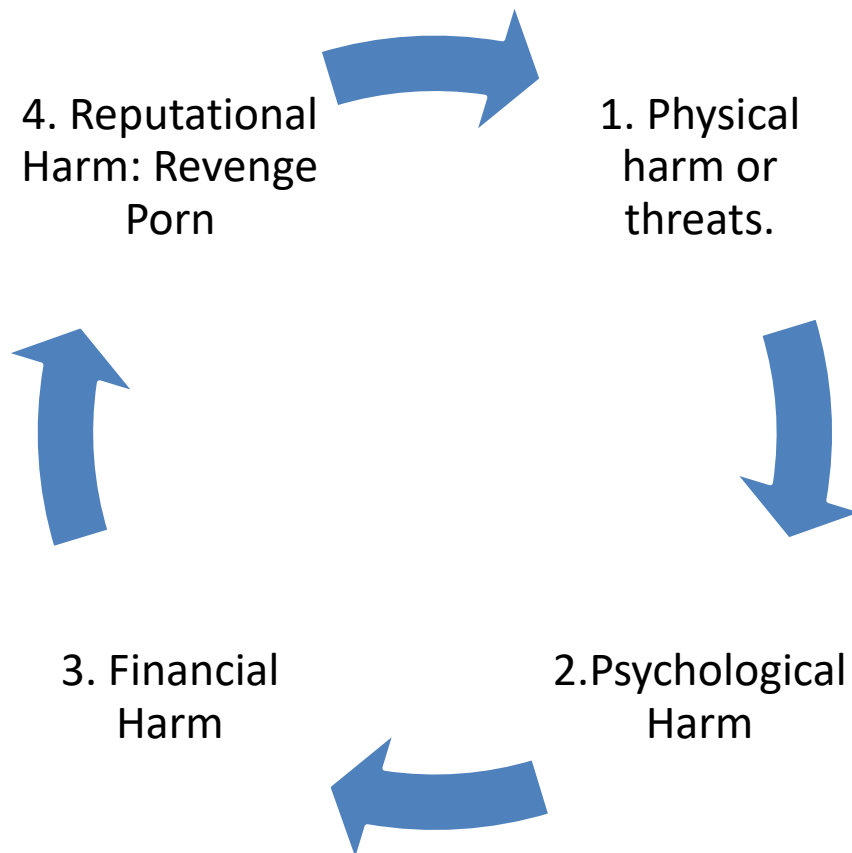 4. Reputational
Harm: Revenge
Porn
1. Physical
harm or
threats.
3. Financial
Harm
2.Psychological
Harm